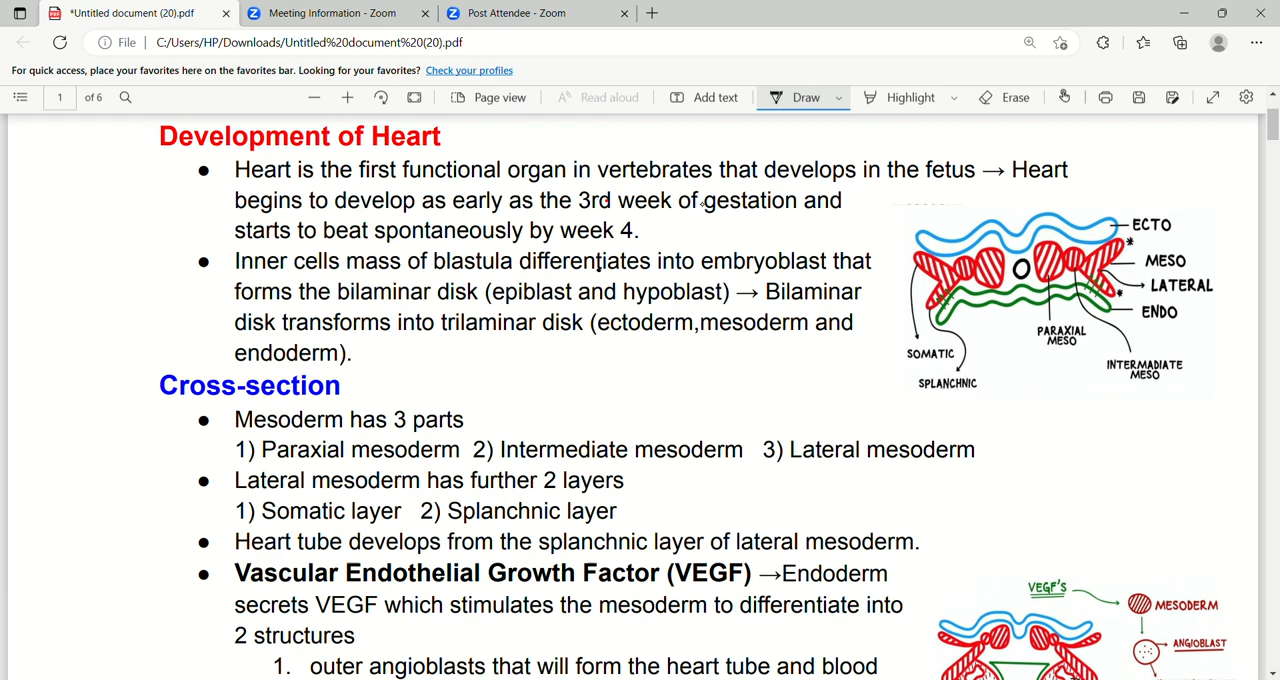 *Untitled document (20).pdf
Meeting Information - Zoom
Post Attendee - Zoom
File
C:/Users/HP/Downloads/Untitled%20document%20(20).pdf
For quick access, place your favorites here on the favorites bar. Looking for your favorites? Check your profiles
1 of 6
Page view
Read aloud
Add text
Draw
Highlight
Erase
Development of Heart
● Heart is the first functional organ in vertebrates that develops in the fetus → Heart
begins to develop as early as the 3rd week of gestation and
starts to beat spontaneously by week 4.
● Inner cells mass of blastula differentiates into embryoblast that
forms the bilaminar disk (epiblast and hypoblast) → Bilaminar
disk transforms into trilaminar disk (ectoderm,mesoderm and
endoderm).
ECTO
MESO
LATERAL
ENDO
PARAXIAL
MESO
SOMATIC
INTERMADIATE
MESO
SPLANCHNIC
Cross-section
● Mesoderm has 3 parts
1) Paraxial mesoderm 2) Intermediate mesoderm 3) Lateral mesoderm
● Lateral mesoderm has further 2 layers
1) Somatic layer 2) Splanchnic layer
● Heart tube develops from the splanchnic layer of lateral mesoderm.
● Vascular Endothelial Growth Factor (VEGF) →Endoderm
secrets VEGF which stimulates the mesoderm to differentiate into
2 structures
1. outer angioblasts that will form the heart tube and blood
VEGF'S
MESODERM
ANGIOBLAST